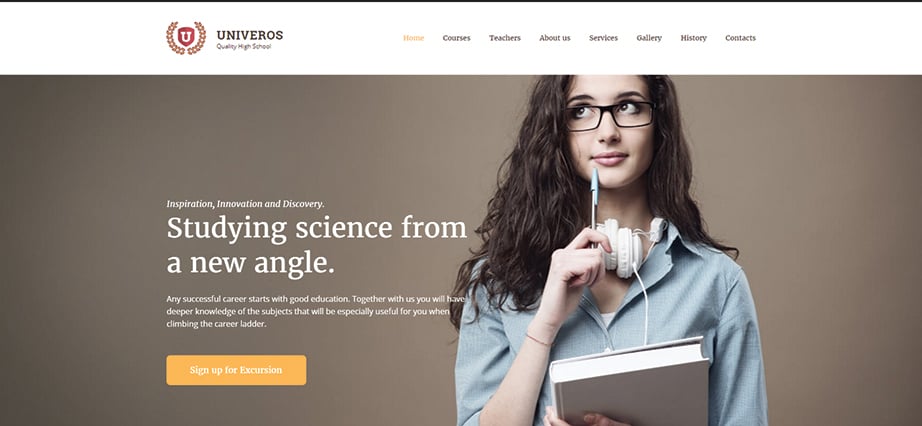 U
UNIVEROS
Quality High School
Home Courses Teachers About us Services Gallery History Contacts
Inspiration, Innovation and Discovery.
Studying science from
a new angle.
Any successful career starts with good education. Together with us you will have
deeper knowledge of the subjects that will be especially useful for you when
climbing the career ladder.
Sign up for Excursion